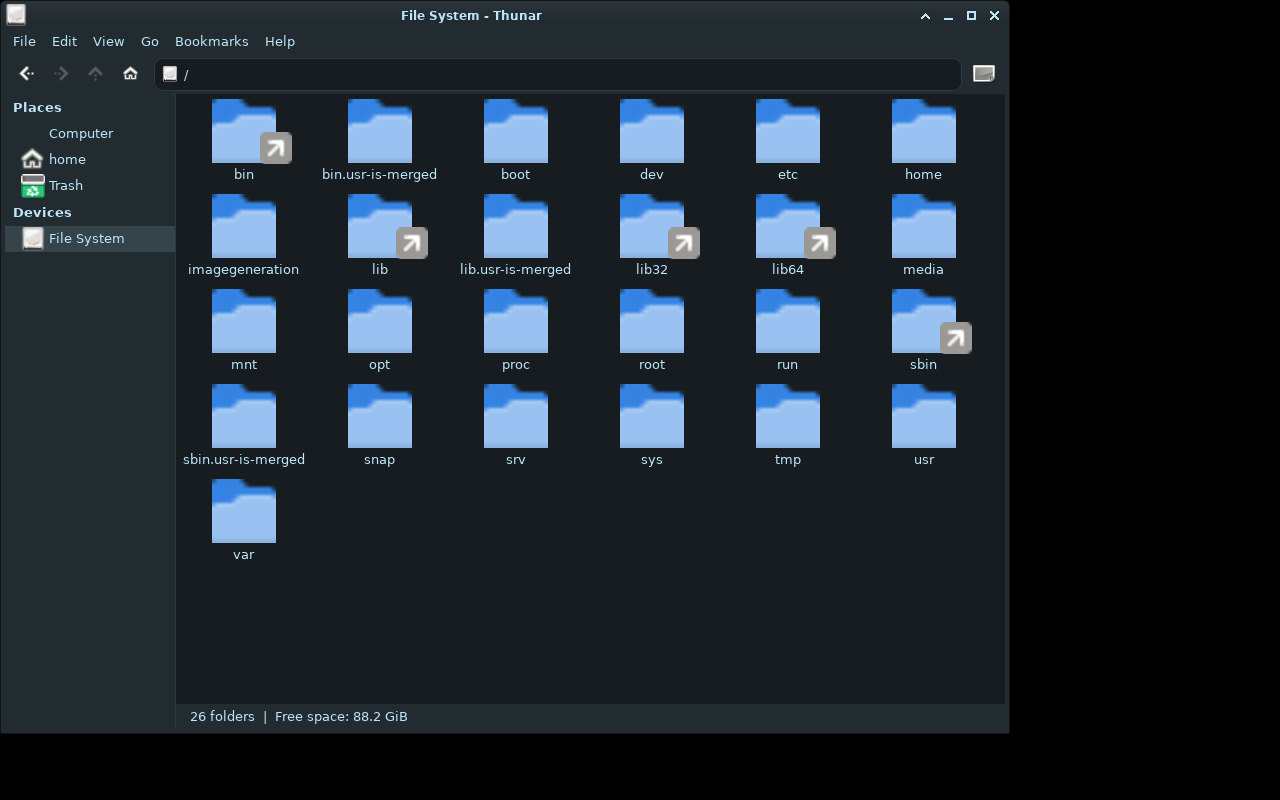 File System - Thunar
File Edit View Go Bookmarks Help
/
Places
Computer
home
Trash
Devices
File System
bin bin.usr-is-merged boot dev etc home
imagegeneration lib lib.usr-is-merged lib32 lib64 media
mnt opt proc root run sbin
sbin.usr-is-merged snap srv sys tmp usr
var
26 folders | Free space: 88.2 GiB